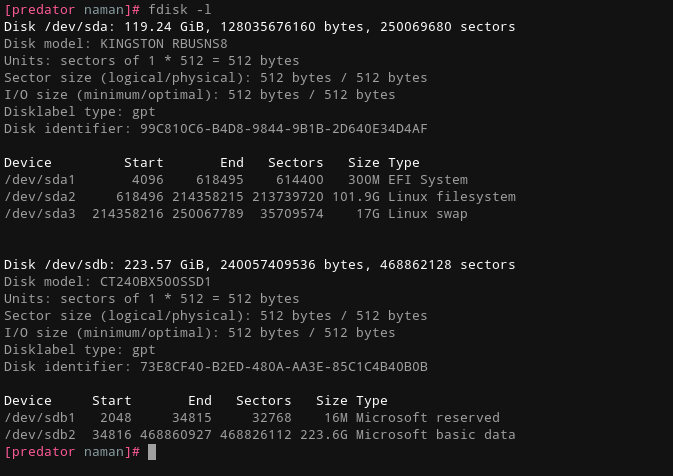 [predator naman]# fdisk -l
Disk /dev/sda: 119.24 GiB, 128035676160 bytes, 250069680 sectors
Disk model: KINGSTON RBUSNS8
Units: sectors of 1 * 512 = 512 bytes
Sector size (logical/physical): 512 bytes / 512 bytes
I/O size (minimum/optimal): 512 bytes / 512 bytes
Disklabel type: gpt
Disk identifier: 99C810C6-B4D8-9844-9B1B-2D640E34D4AF
Device Start End Sectors Size Type
/dev/sda1 4096 618495 614400 300M EFI System
/dev/sda2 618496 214358215 213739720 101.9G Linux filesystem
/dev/sda3 214358216 250067789 35709574 17G Linux swap
Disk /dev/sdb: 223.57 GiB, 240057409536 bytes, 468862128 sectors
Disk model: CT240BX500SSD1
Units: sectors of 1 * 512 = 512 bytes
Sector size (logical/physical): 512 bytes / 512 bytes
I/O size (minimum/optimal): 512 bytes / 512 bytes
Disklabel type: gpt
Disk identifier: 73E8CF40-B2ED-480A-AA3E-85C1C4B40B0B
Device Start End Sectors Size Type
/dev/sdb1 2048 34815 32768 16M Microsoft reserved
/dev/sdb2 34816 468860927 468826112 223.6G Microsoft basic data
[predator naman]#